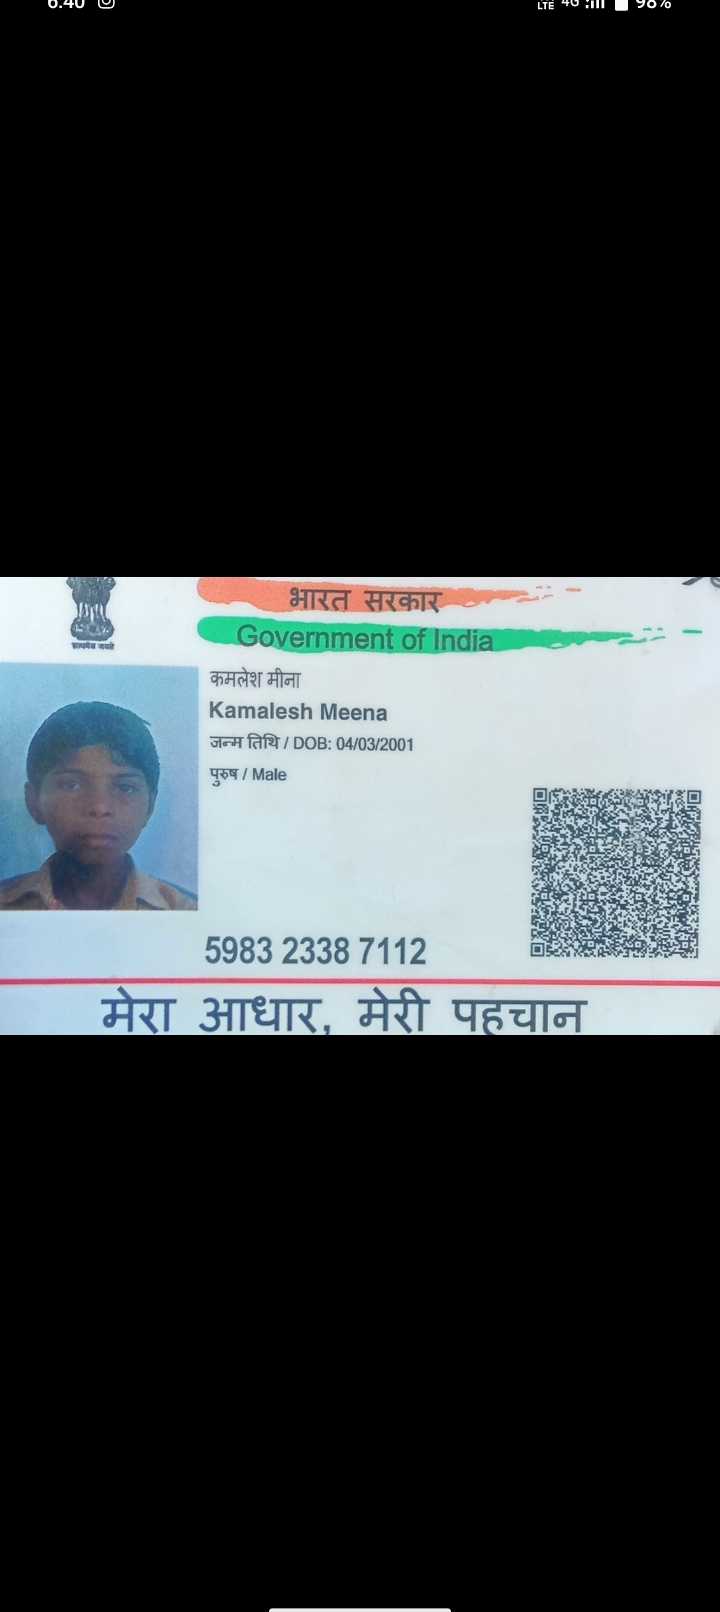 6:40 LTE 4G 98%
भारत सरकार
Government of India
सत्यमेव जयते
कमलेश मीना
Kamalesh Meena
जन्म तिथि / DOB: 04/03/2001
पुरुष / Male
5983 2338 7112
मेरा आधार, मेरी पहचान